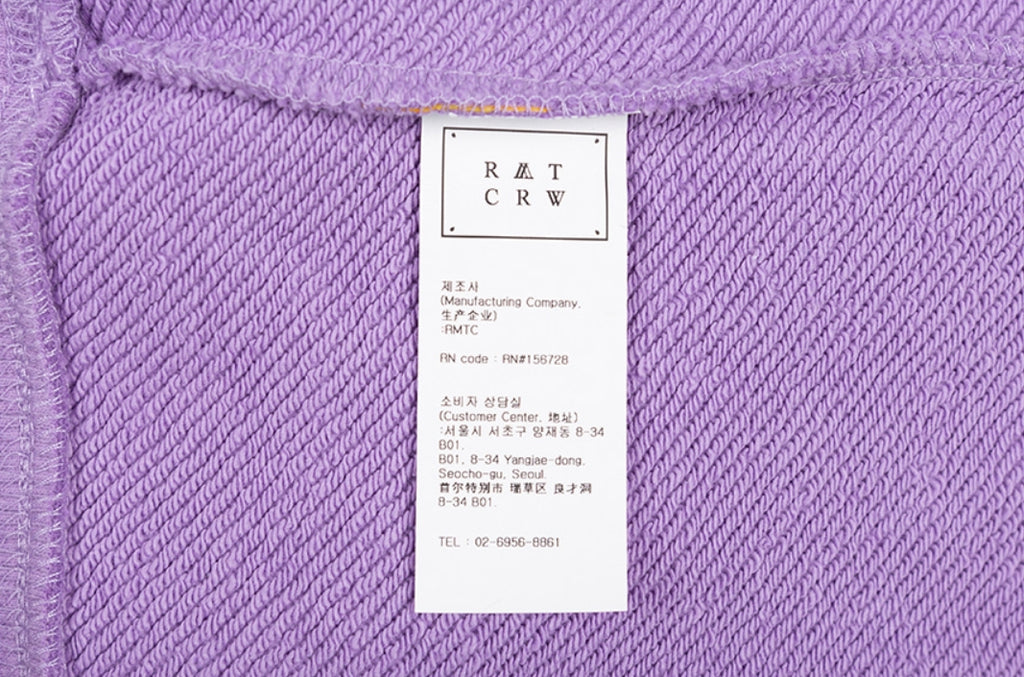 RMT
CRW
제조사
(Manufacturing Company,
生产企业)
:RMTC
RN code : RN#156728
소비자 상담실
(Customer Center, 地址)
:서울시 서초구 양재동 8-34
B01.
B01, 8-34 Yangjae-dong,
Seocho-gu, Seoul.
首尔特別市 瑞草区 良才洞
8-34 B01.
TEL : 02-6956-8861